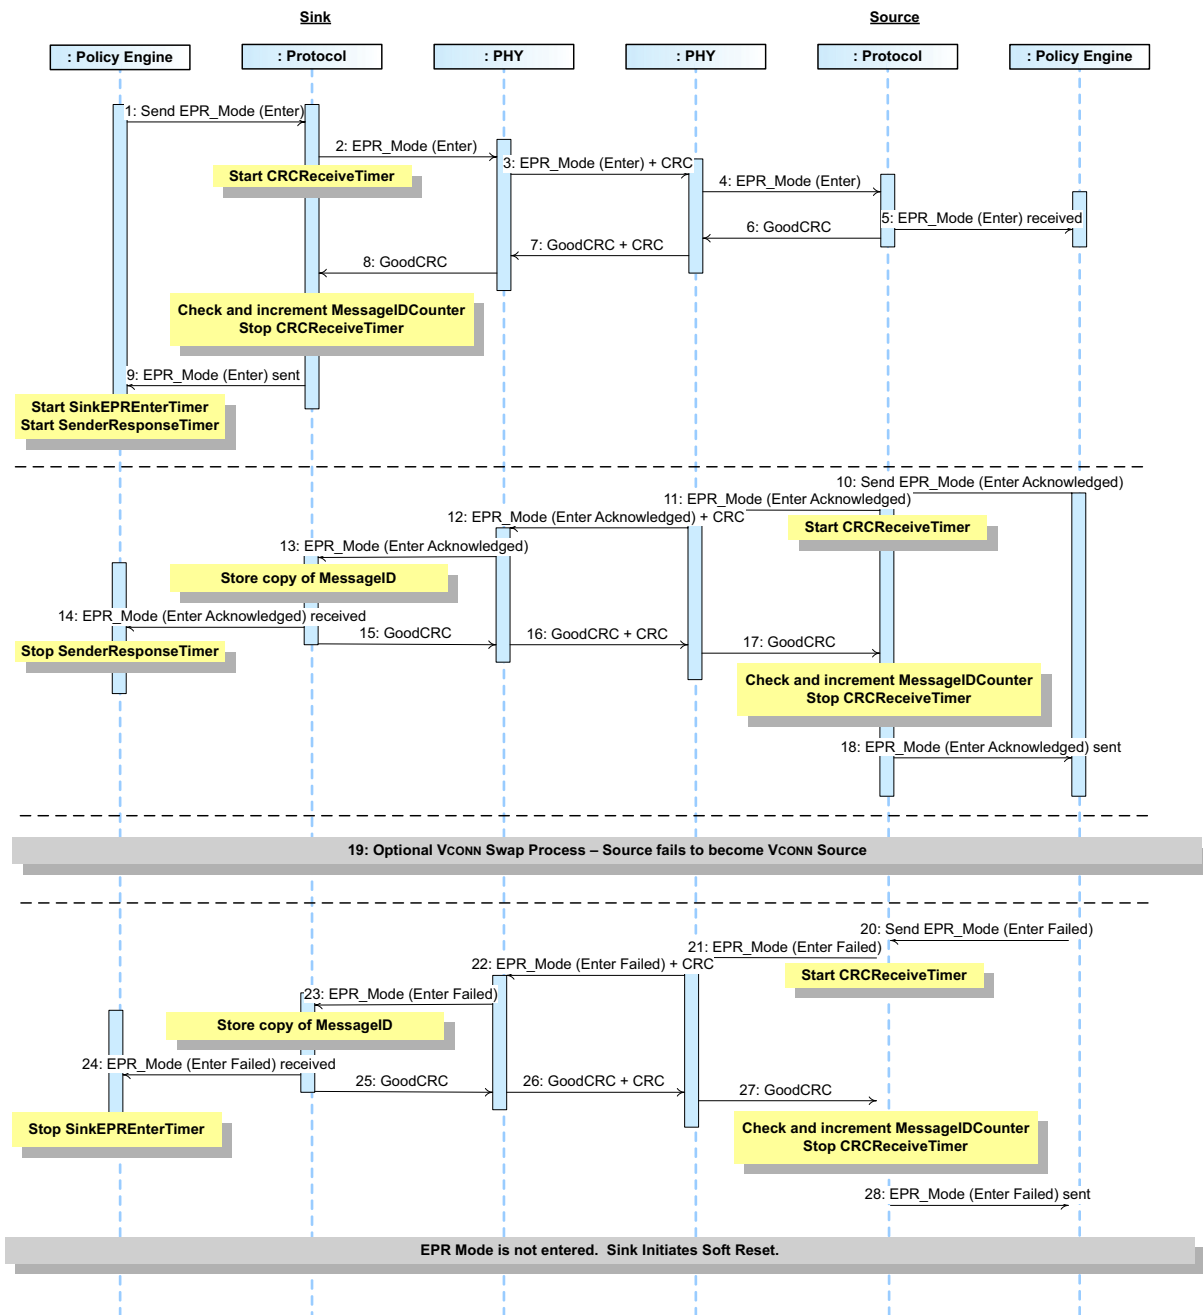 Sink
Source
: Policy Engine
: Protocol
: PHY
: PHY
: Protocol
: Policy Engine
1: Send EPR_Mode (Enter)
2: EPR_Mode (Enter)
3: EPR_Mode (Enter) + CRC
Start CRCReceiveTimer
4: EPR_Mode (Enter)
5: EPR_Mode (Enter) received
6: GoodCRC
7: GoodCRC + CRC
8: GoodCRC
Check and increment MessageIDCounter
Stop CRCReceiveTimer
9: EPR_Mode (Enter) sent
Start SinkEPREnterTimer
Start SenderResponseTimer
10: Send EPR_Mode (Enter Acknowledged)
11: EPR_Mode (Enter Acknowledged)
12: EPR_Mode (Enter Acknowledged) + CRC
Start CRCReceiveTimer
13: EPR_Mode (Enter Acknowledged)
Store copy of MessageID
14: EPR_Mode (Enter Acknowledged) received
15: GoodCRC
16: GoodCRC + CRC
17: GoodCRC
Stop SenderResponseTimer
Check and increment MessageIDCounter
Stop CRCReceiveTimer
18: EPR_Mode (Enter Acknowledged) sent
19: Optional VCONN Swap Process – Source fails to become VCONN Source
20: Send EPR_Mode (Enter Failed)
21: EPR_Mode (Enter Failed)
22: EPR_Mode (Enter Failed) + CRC
Start CRCReceiveTimer
23: EPR_Mode (Enter Failed)
Store copy of MessageID
24: EPR_Mode (Enter Failed) received
25: GoodCRC
26: GoodCRC + CRC
27: GoodCRC
Stop SinkEPREnterTimer
Check and increment MessageIDCounter
Stop CRCReceiveTimer
28: EPR_Mode (Enter Failed) sent
EPR Mode is not entered. Sink Initiates Soft Reset.